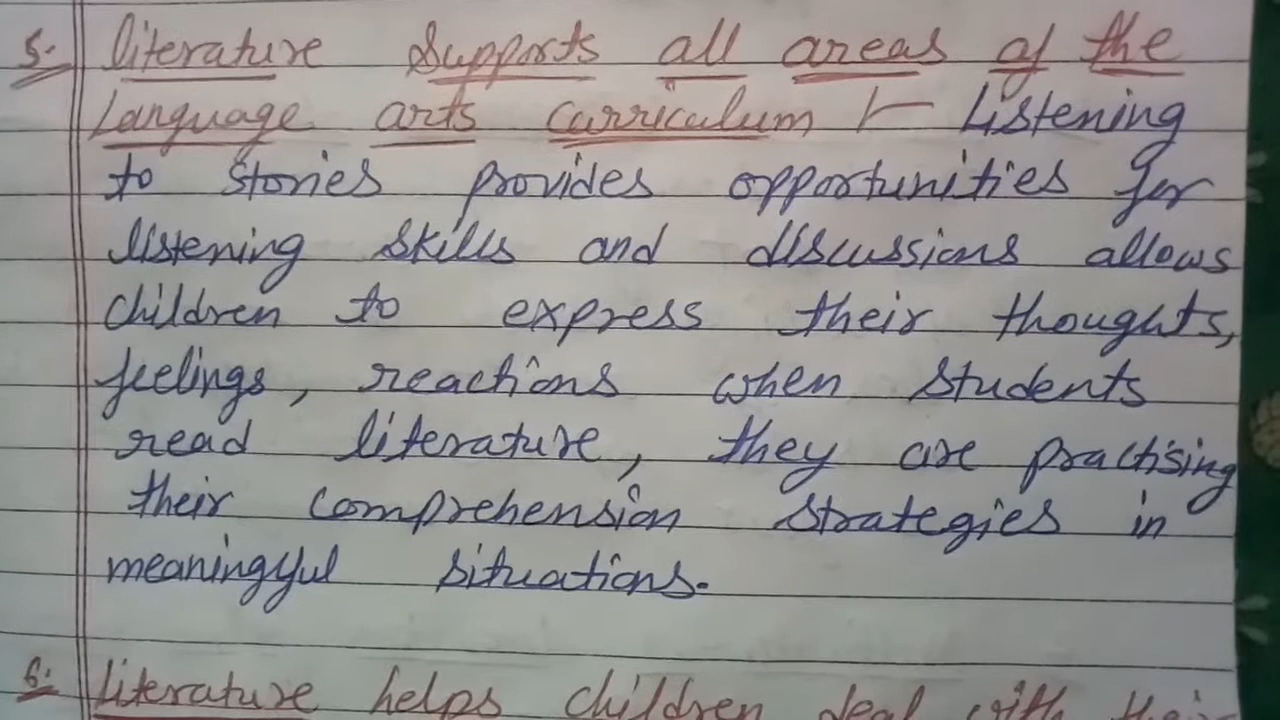 5. Literature supports all areas of the
Language arts curriculum :- Listening
to stories provides opportunities for
listening skills and discussions allows
children to express their thoughts,
feelings, reactions when students
read literature, they are practising
their comprehension strategies in
meaningful situations.
6. Literature helps children deal with their